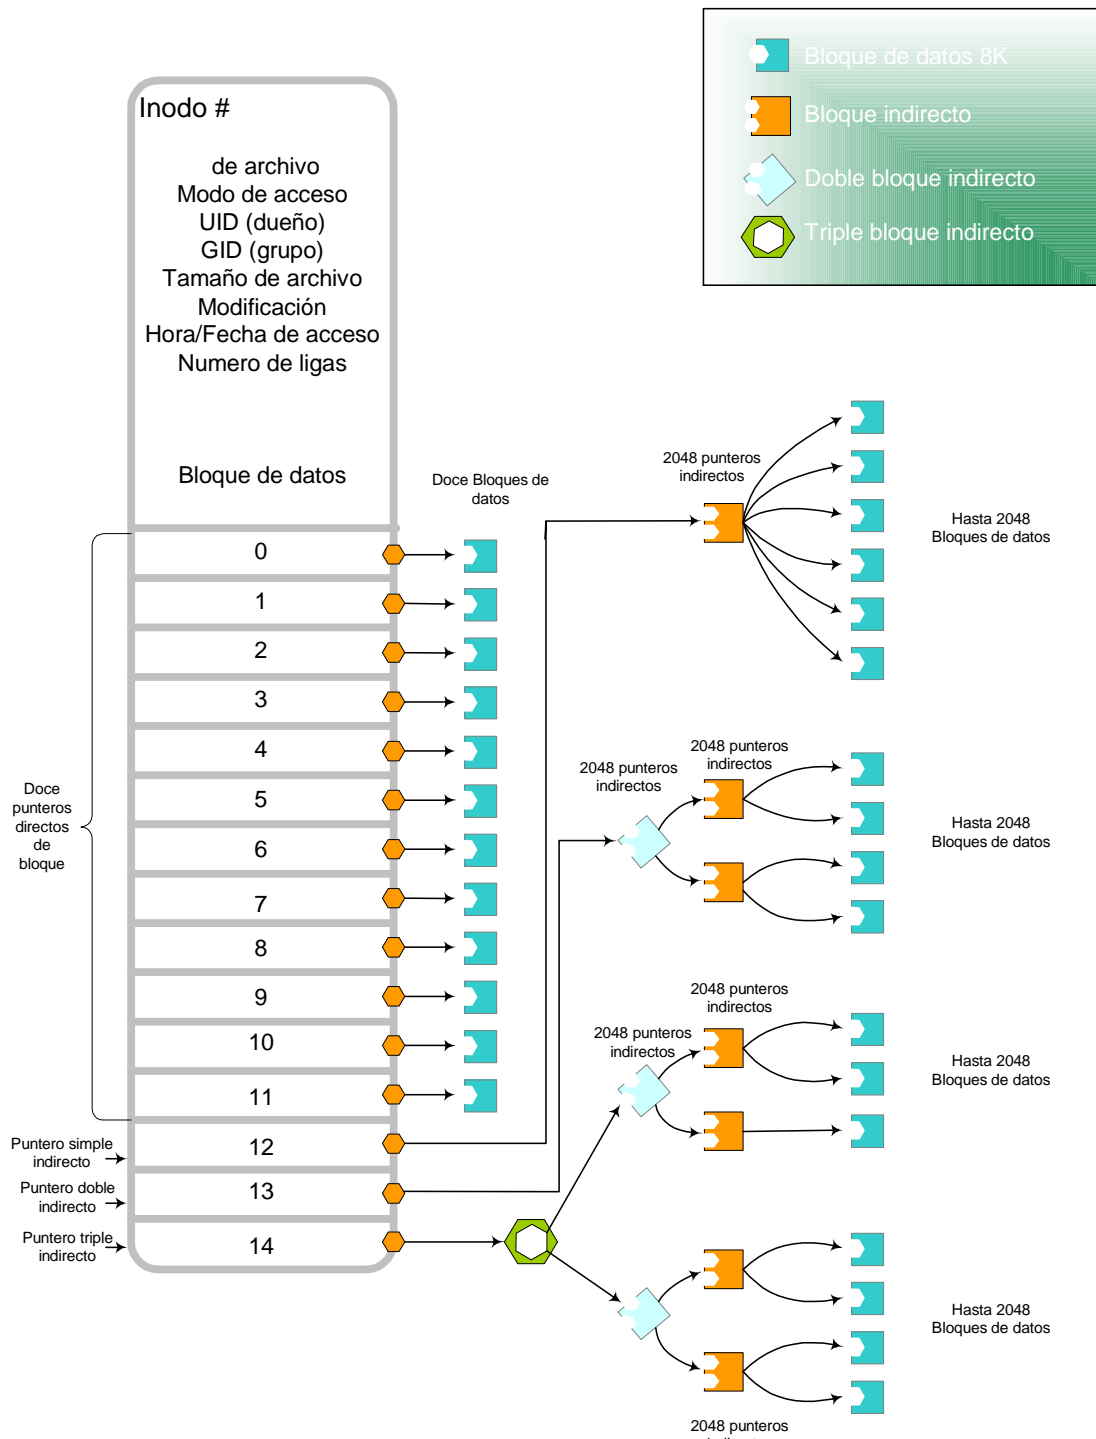 Bloque de datos 8K
Bloque indirecto
Doble bloque indirecto
Triple bloque indirecto
Inodo #
de archivo
Modo de acceso
UID (dueño)
GID (grupo)
Tamaño de archivo
Modificación
Hora/Fecha de acceso
Numero de ligas
Bloque de datos
Doce Bloques de
datos
0
1
2
3
4
5
6
7
8
9
10
11
12
13
14
Doce
punteros
directos
de
bloque
Puntero simple
indirecto
Puntero doble
indirecto
Puntero triple
indirecto
2048 punteros
indirectos
Hasta 2048
Bloques de datos
2048 punteros
indirectos
2048 punteros
indirectos
Hasta 2048
Bloques de datos
2048 punteros
indirectos
2048 punteros
indirectos
Hasta 2048
Bloques de datos
Hasta 2048
Bloques de datos
2048 punteros